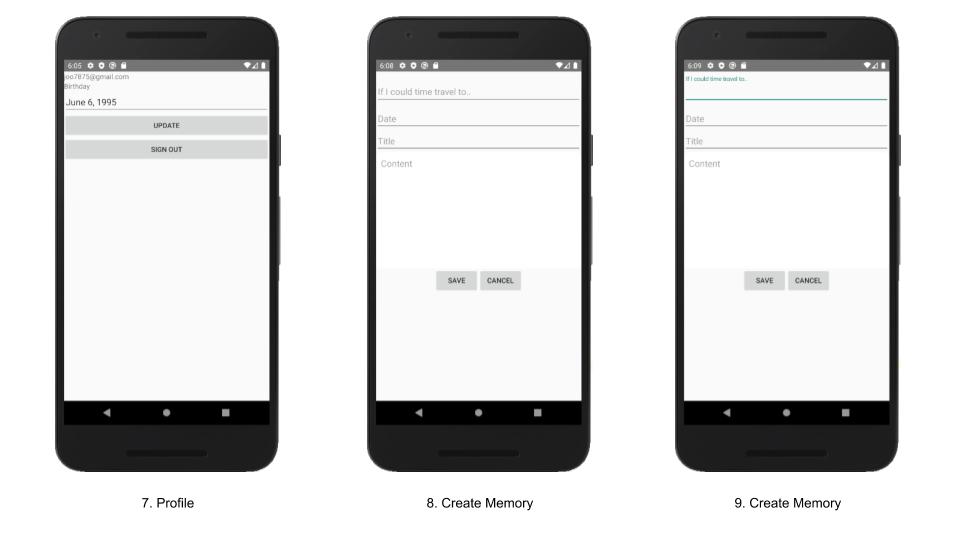 6:05
joo7875@gmail.com
Birthday
June 6, 1995
UPDATE
SIGN OUT
7. Profile
6:08
If I could time travel to..
Date
Title
Content
SAVE CANCEL
8. Create Memory
6:09
If I could time travel to..
Date
Title
Content
SAVE CANCEL
9. Create Memory